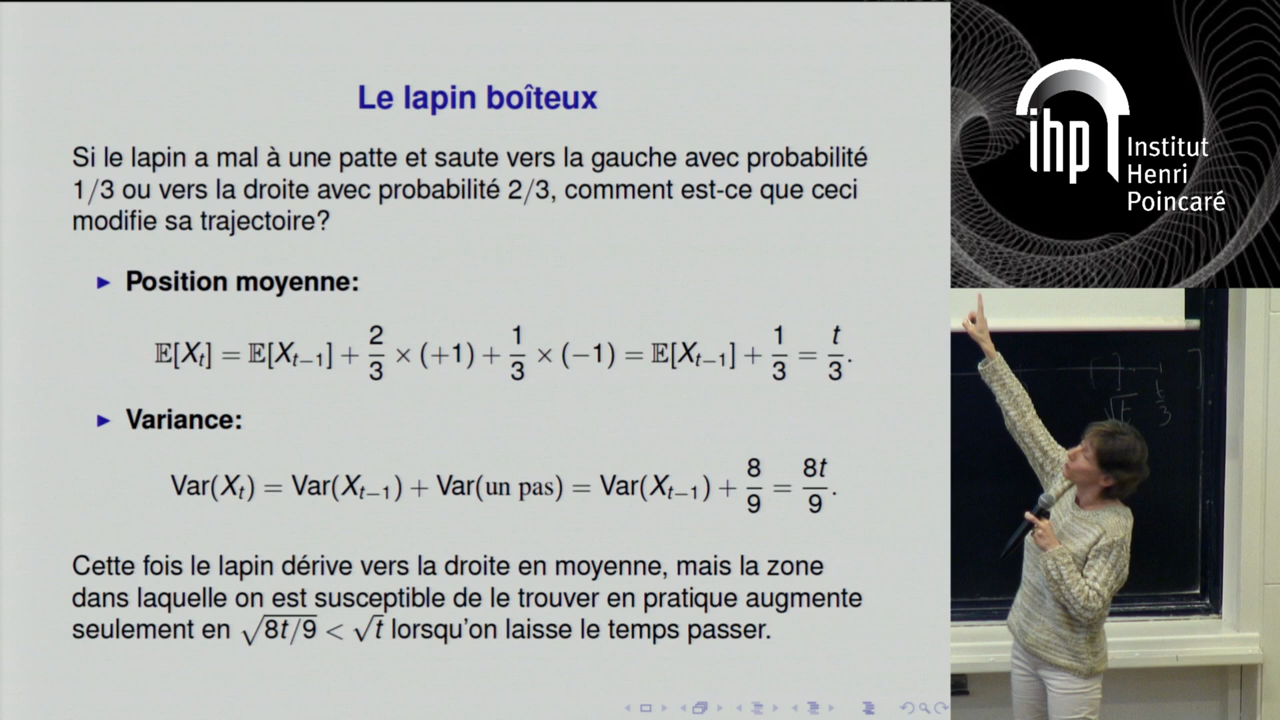 Le lapin boîteux
Si le lapin a mal à une patte et saute vers la gauche avec probabilité
1/3 ou vers la droite avec probabilité 2/3, comment est-ce que ceci
modifie sa trajectoire?
► Position moyenne:
𝔼[X_t] = 𝔼[X_{t−1}] + 2/3 × (+1) + 1/3 × (−1) = 𝔼[X_{t−1}] + 1/3 = t/3.
► Variance:
Var(X_t) = Var(X_{t−1}) + Var(un pas) = Var(X_{t−1}) + 8/9 = 8t/9.
Cette fois le lapin dérive vers la droite en moyenne, mais la zone
dans laquelle on est susceptible de le trouver en pratique augmente
seulement en √(8t/9) < √t lorsqu'on laisse le temps passer.
ihp
Institut
Henri
Poincaré
[ ] ]
√t t/3